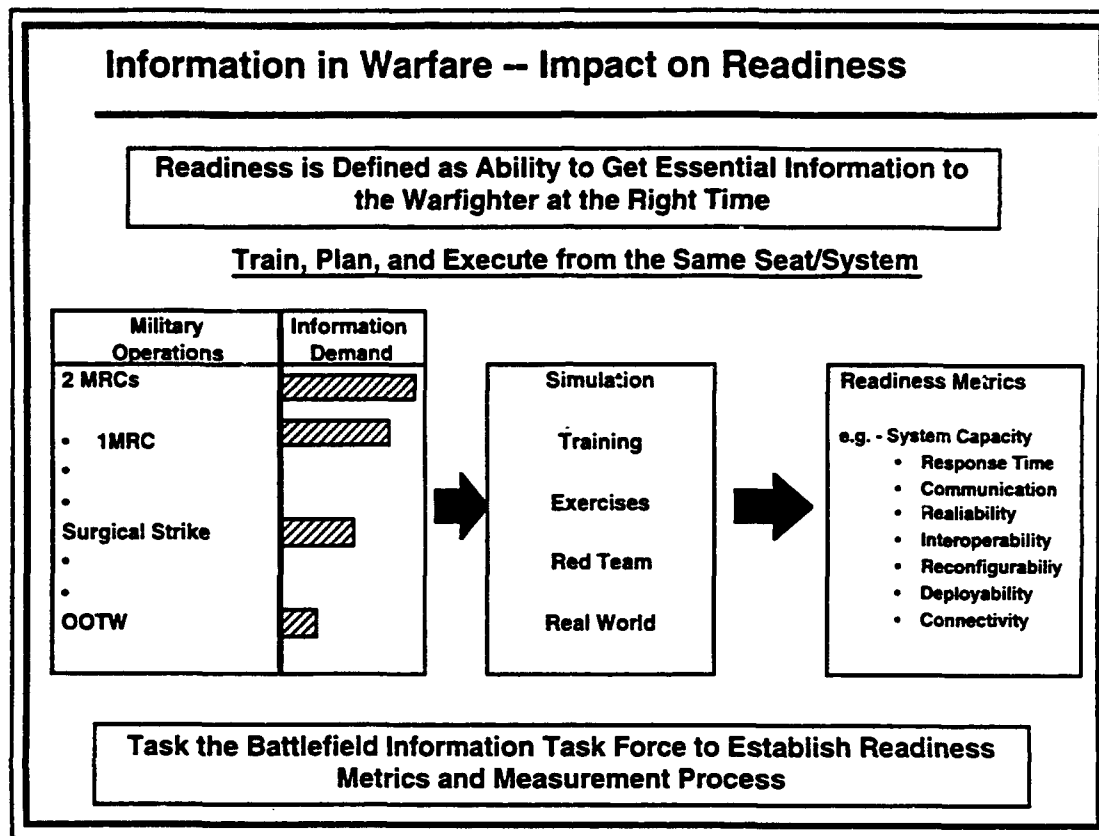 Information in Warfare -- Impact on Readiness
Readiness is Defined as Ability to Get Essential Information to
the Warfighter at the Right Time
Train, Plan, and Execute from the Same Seat/System
Military
Operations
Information
Demand
2 MRCs
• 1MRC
•
•
Surgical Strike
•
•
OOTW
Simulation
Training
Exercises
Red Team
Real World
Readiness Metrics
e.g. - System Capacity
• Response Time
• Communication
• Realiability
• Interoperability
• Reconfigurabiliy
• Deployability
• Connectivity
Task the Battlefield Information Task Force to Establish Readiness
Metrics and Measurement Process